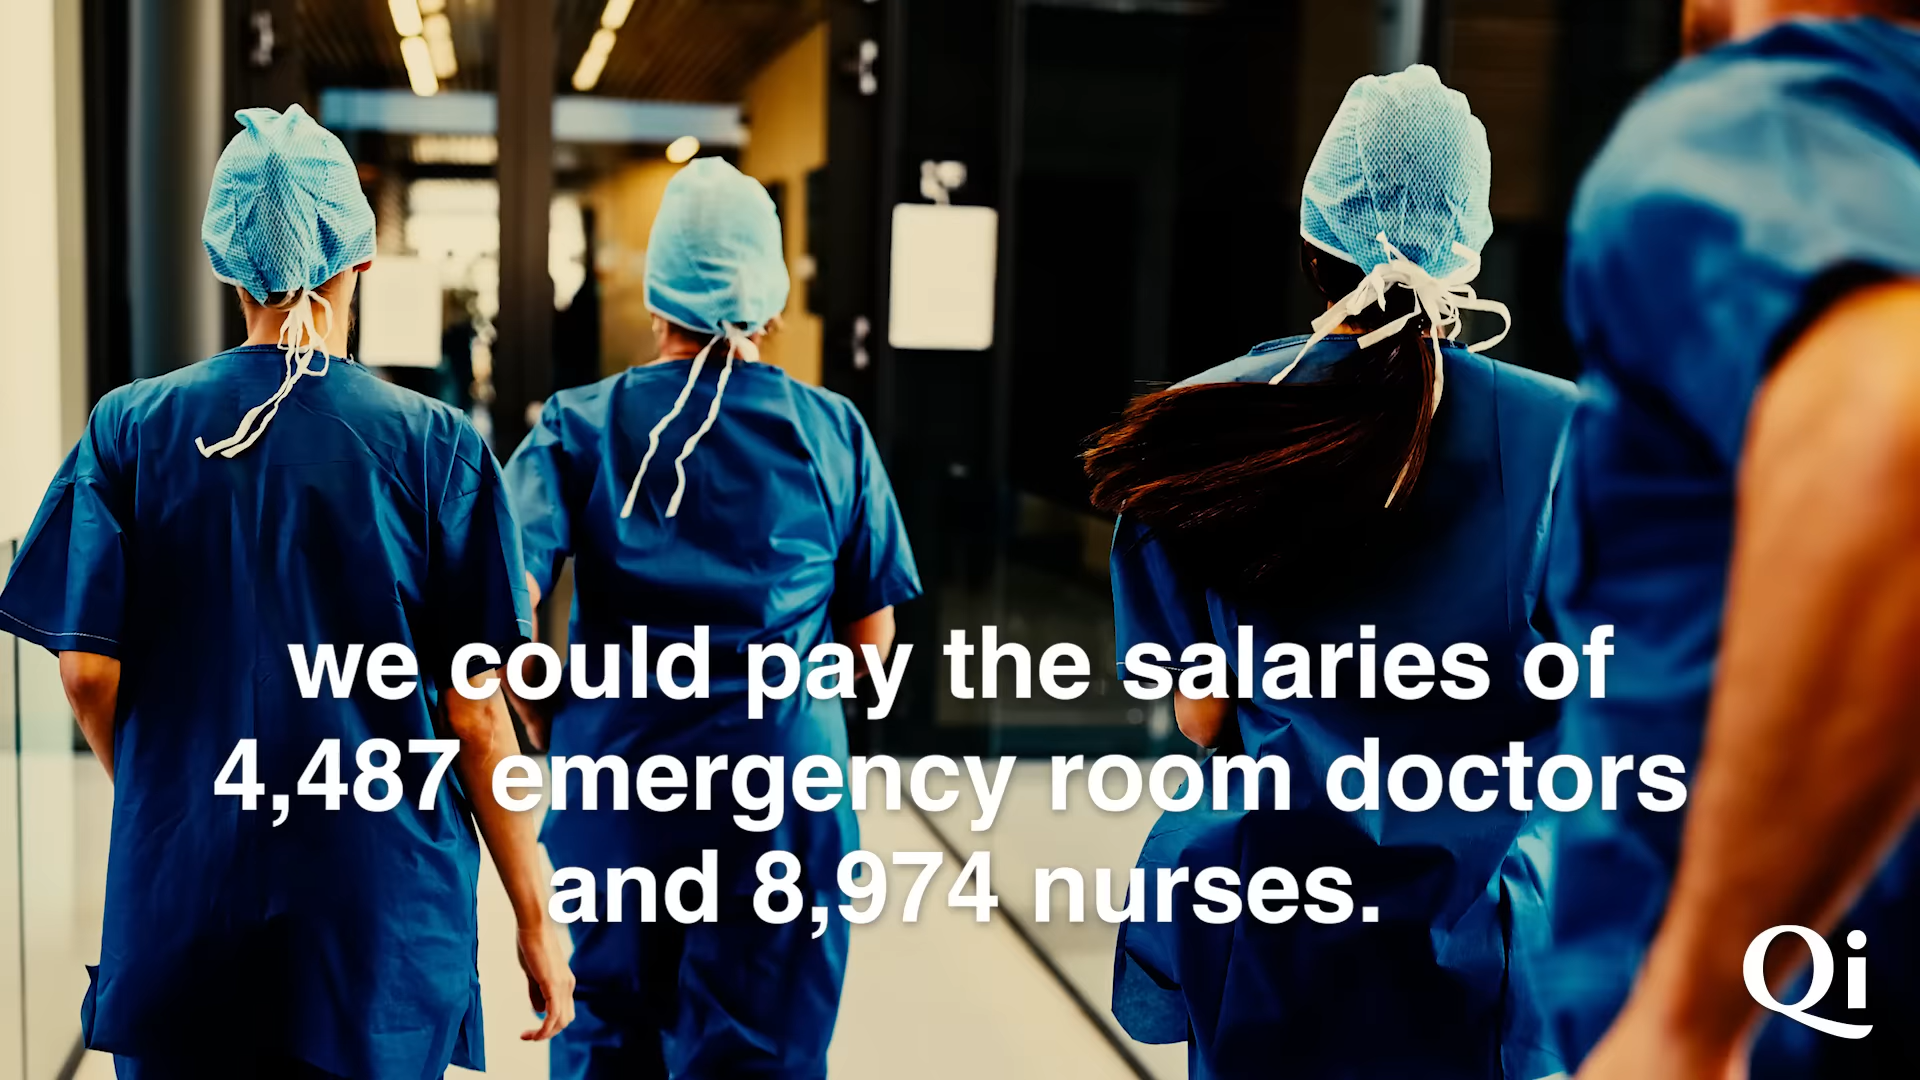 we could pay the salaries of
4,487 emergency room doctors
and 8,974 nurses.
Qi